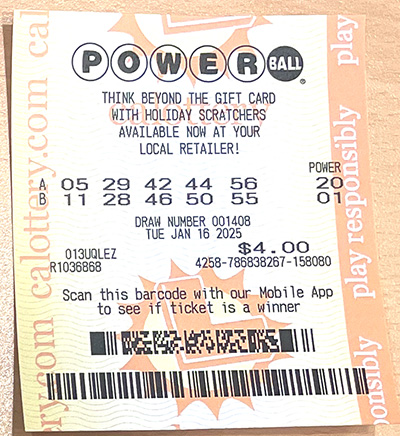 POWERBALL®
THINK BEYOND THE GIFT CARD
WITH HOLIDAY SCRATCHERS
AVAILABLE NOW AT YOUR
LOCAL RETAILER!
POWER
A 05 29 42 44 56 20
B 11 28 46 50 55 01
DRAW NUMBER 001408
TUE JAN 16 2025
$4.00
013UQLEZ
R1036868 4258-786838267-158080
Scan this barcode with our Mobile App
to see if ticket is a winner
calottery.com cal
play responsibly play
calottery